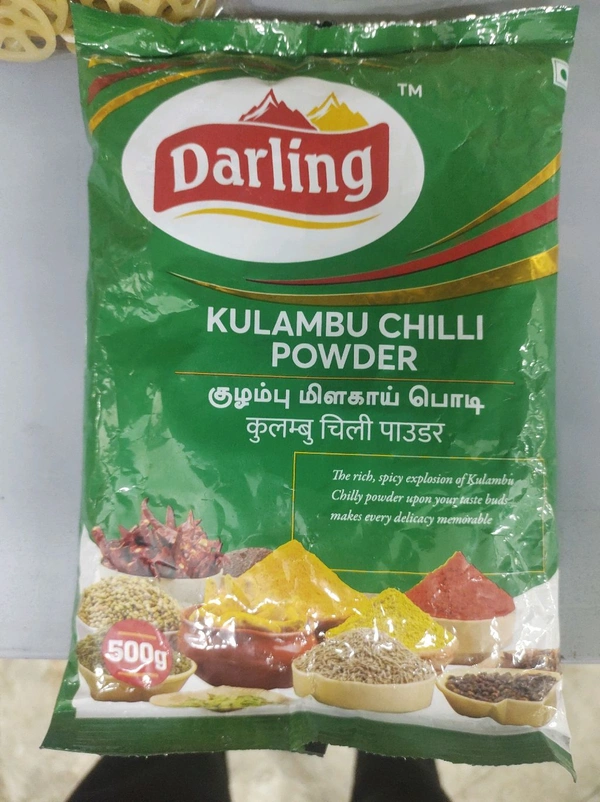 Darling
TM
KULAMBU CHILLI
POWDER
குழம்பு மிளகாய் பொடி
कुलम्बु चिली पाउडर
The rich, spicy explosion of Kulambu
Chilly powder upon your taste buds
makes every delicacy memorable
500g